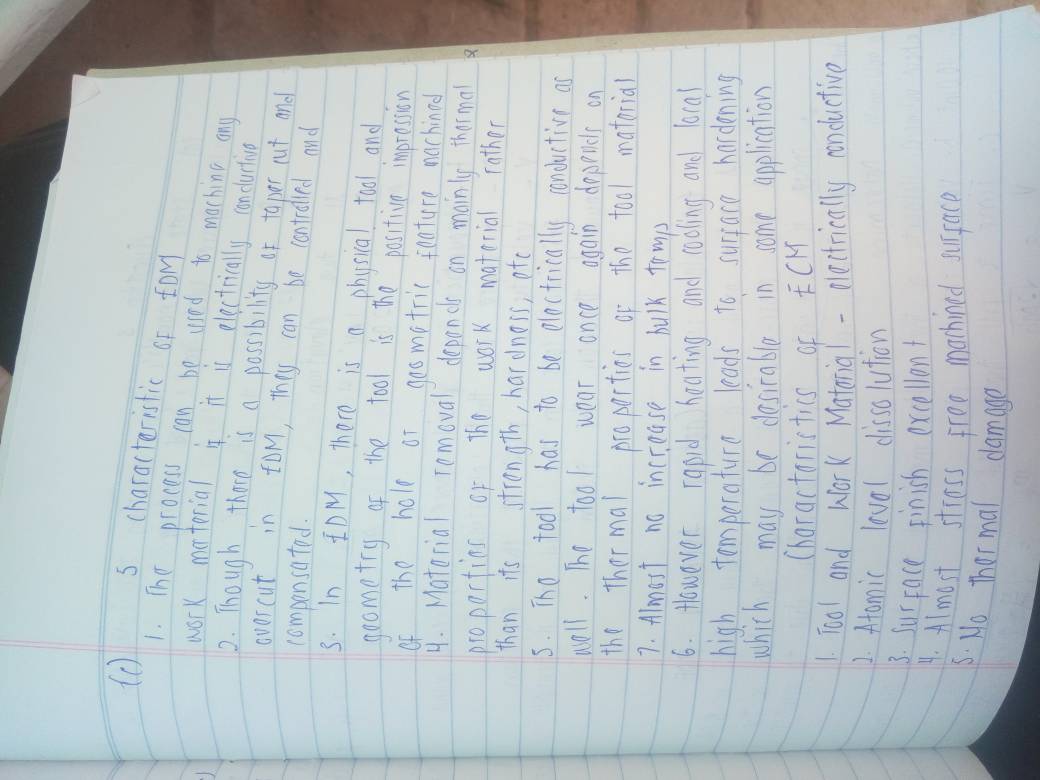 (c) 5 characteristic of EDM
1. The process can be used to machine any
work material if it is electrically conductive
2. Though there is a possibility of taper cut and
overcut in EDM, they can be controlled and
compensated.
3. In EDM, there is a physical tool and
geometry of the tool is the positive impression
of the hole or geometric feature machined
4. Material removal depends on mainly thermal
properties of the work material rather
than its strength, hardness, etc
5. The tool has to be electrically conductive as
well. The tool wear once again depends on
the thermal properties of the tool material
7. Almost no increase in bulk temp
6. However rapid heating and cooling and local
high temperature leads to surface hardening
which may be desirable in some application
Characteristics of ECM
1. Tool and Work Material - electrically conductive
2. Atomic level dissolution
3. Surface finish excellent
4. Almost stress free machined surface
5. No thermal damage